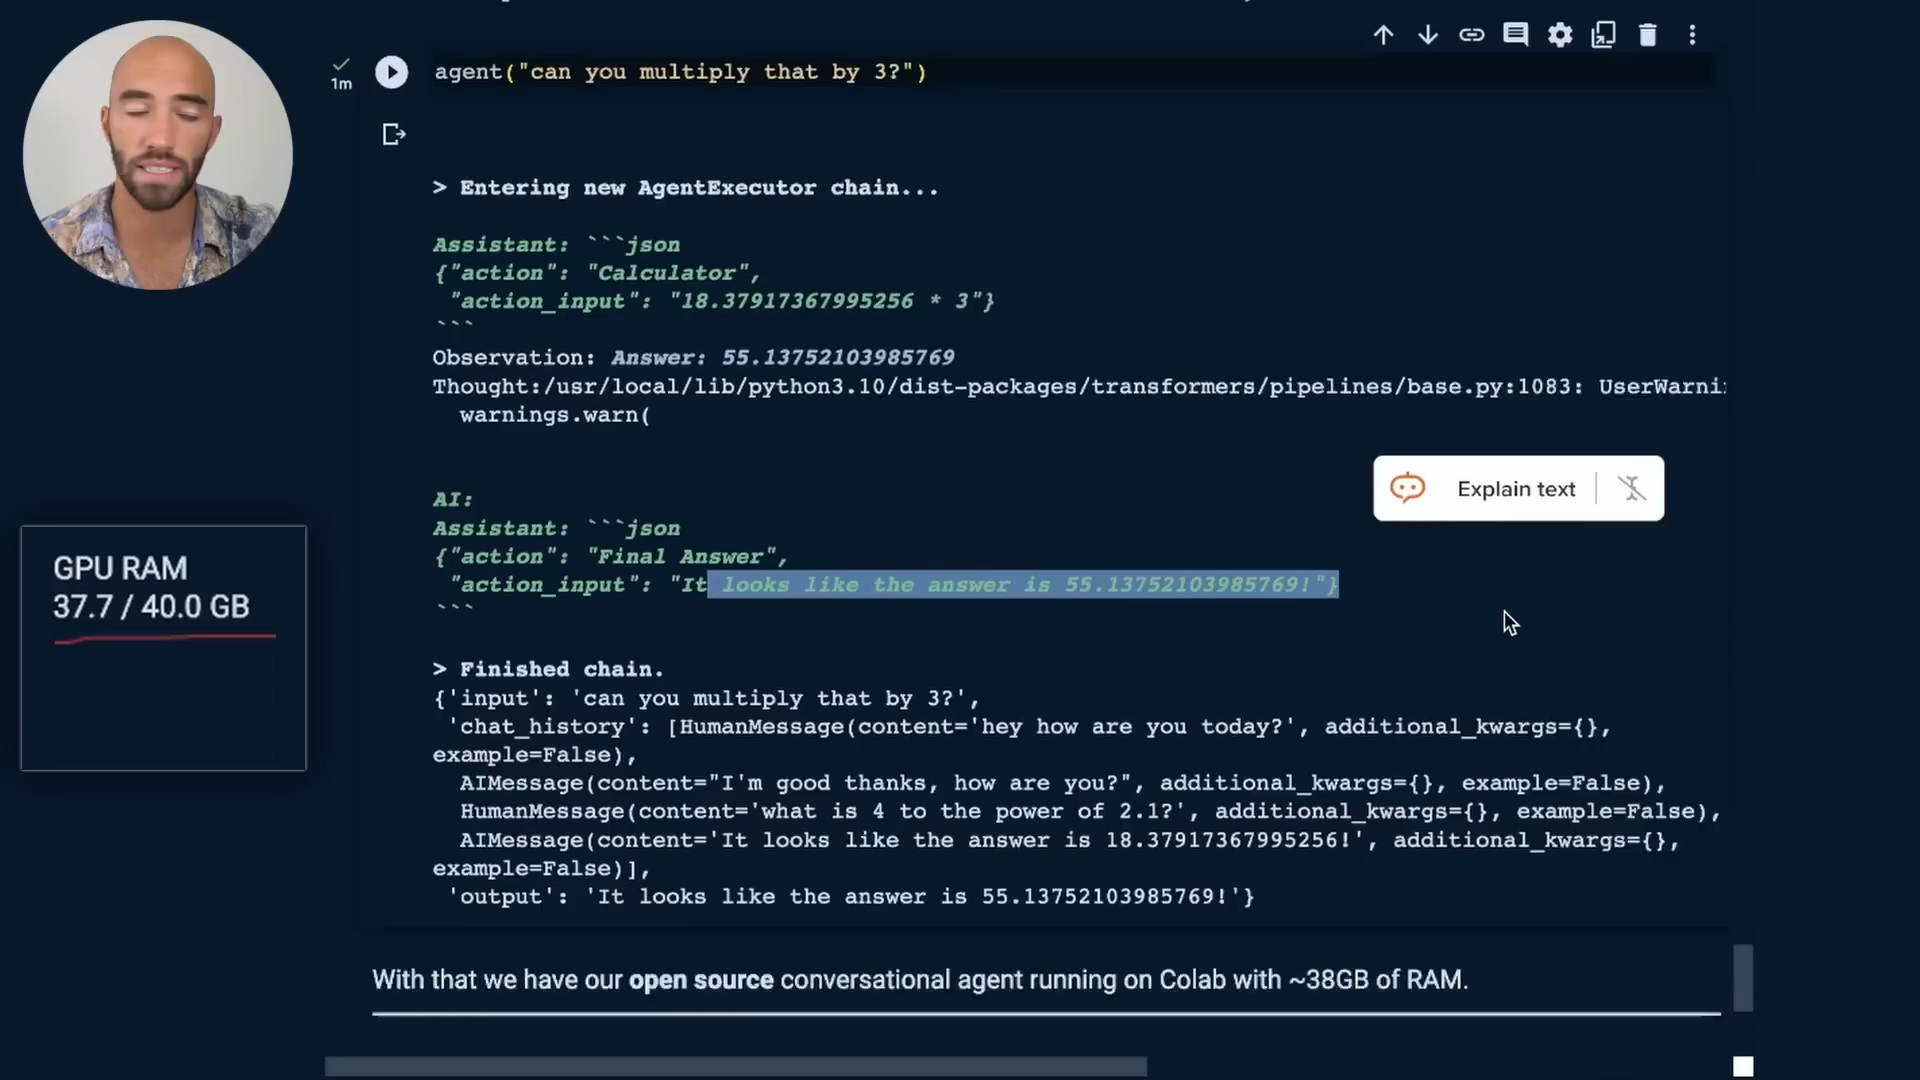 agent("can you multiply that by 3?")
1m
> Entering new AgentExecutor chain...
Assistant: ```json
{"action": "Calculator",
"action_input": "18.37917367995256 * 3"}
```
Observation: Answer: 55.13752103985769
Thought:/usr/local/lib/python3.10/dist-packages/transformers/pipelines/base.py:1083: UserWarni
warnings.warn(
Explain text
AI:
Assistant: ```json
{"action": "Final Answer",
"action_input": "It looks like the answer is 55.13752103985769!"}
```
GPU RAM
37.7 / 40.0 GB
> Finished chain.
{'input': 'can you multiply that by 3?',
'chat_history': [HumanMessage(content='hey how are you today?', additional_kwargs={},
example=False),
AIMessage(content="I'm good thanks, how are you?", additional_kwargs={}, example=False),
HumanMessage(content='what is 4 to the power of 2.1?', additional_kwargs={}, example=False),
AIMessage(content='It looks like the answer is 18.379173679952561!', additional_kwargs={},
example=False)],
'output': 'It looks like the answer is 55.13752103985769!'}
With that we have our open source conversational agent running on Colab with ~38GB of RAM.